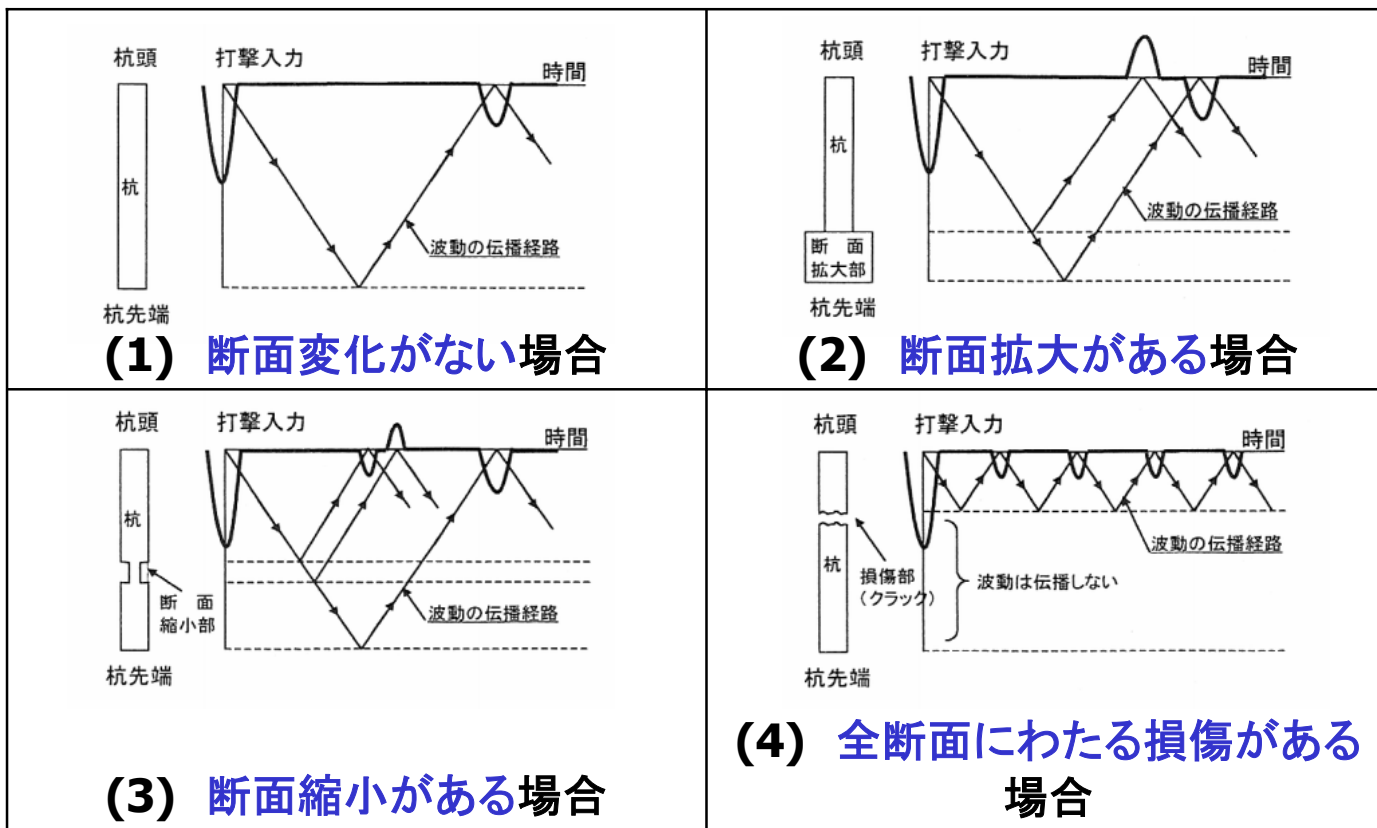 杭頭
打撃入力
時間
杭
波動の伝播経路
杭先端
(1) 断面変化がない場合
杭頭
打撃入力
時間
杭
波動の伝播経路
断 面
拡大部
杭先端
(2) 断面拡大がある場合
杭頭
打撃入力
時間
杭
断 面
縮小部
波動の伝播経路
杭先端
(3) 断面縮小がある場合
杭頭
打撃入力
時間
波動の伝播経路
杭
損傷部
(クラック)
波動は伝播しない
杭先端
(4) 全断面にわたる損傷がある
場合